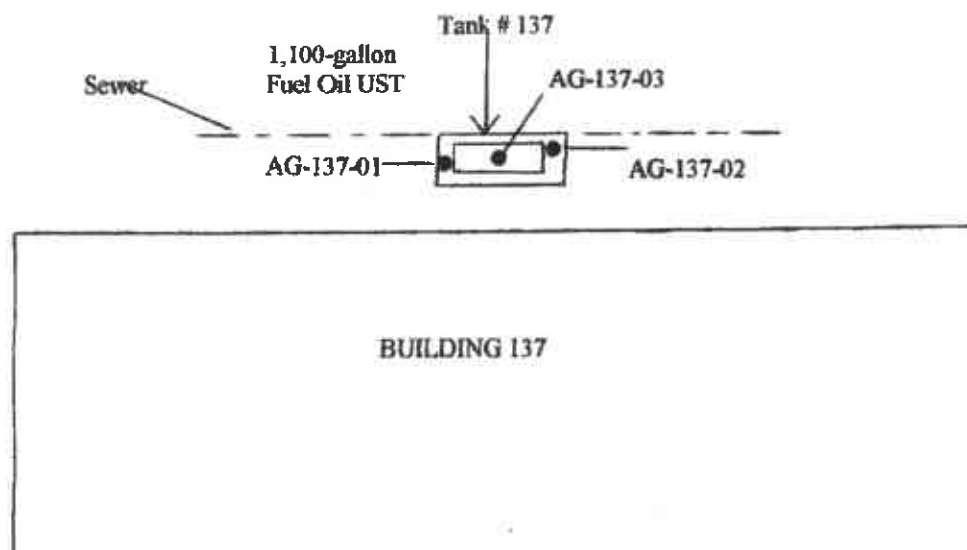 Tank # 137
1,100-gallon
Fuel Oil UST
Sewer
AG-137-03
AG-137-01
AG-137-02
BUILDING 137